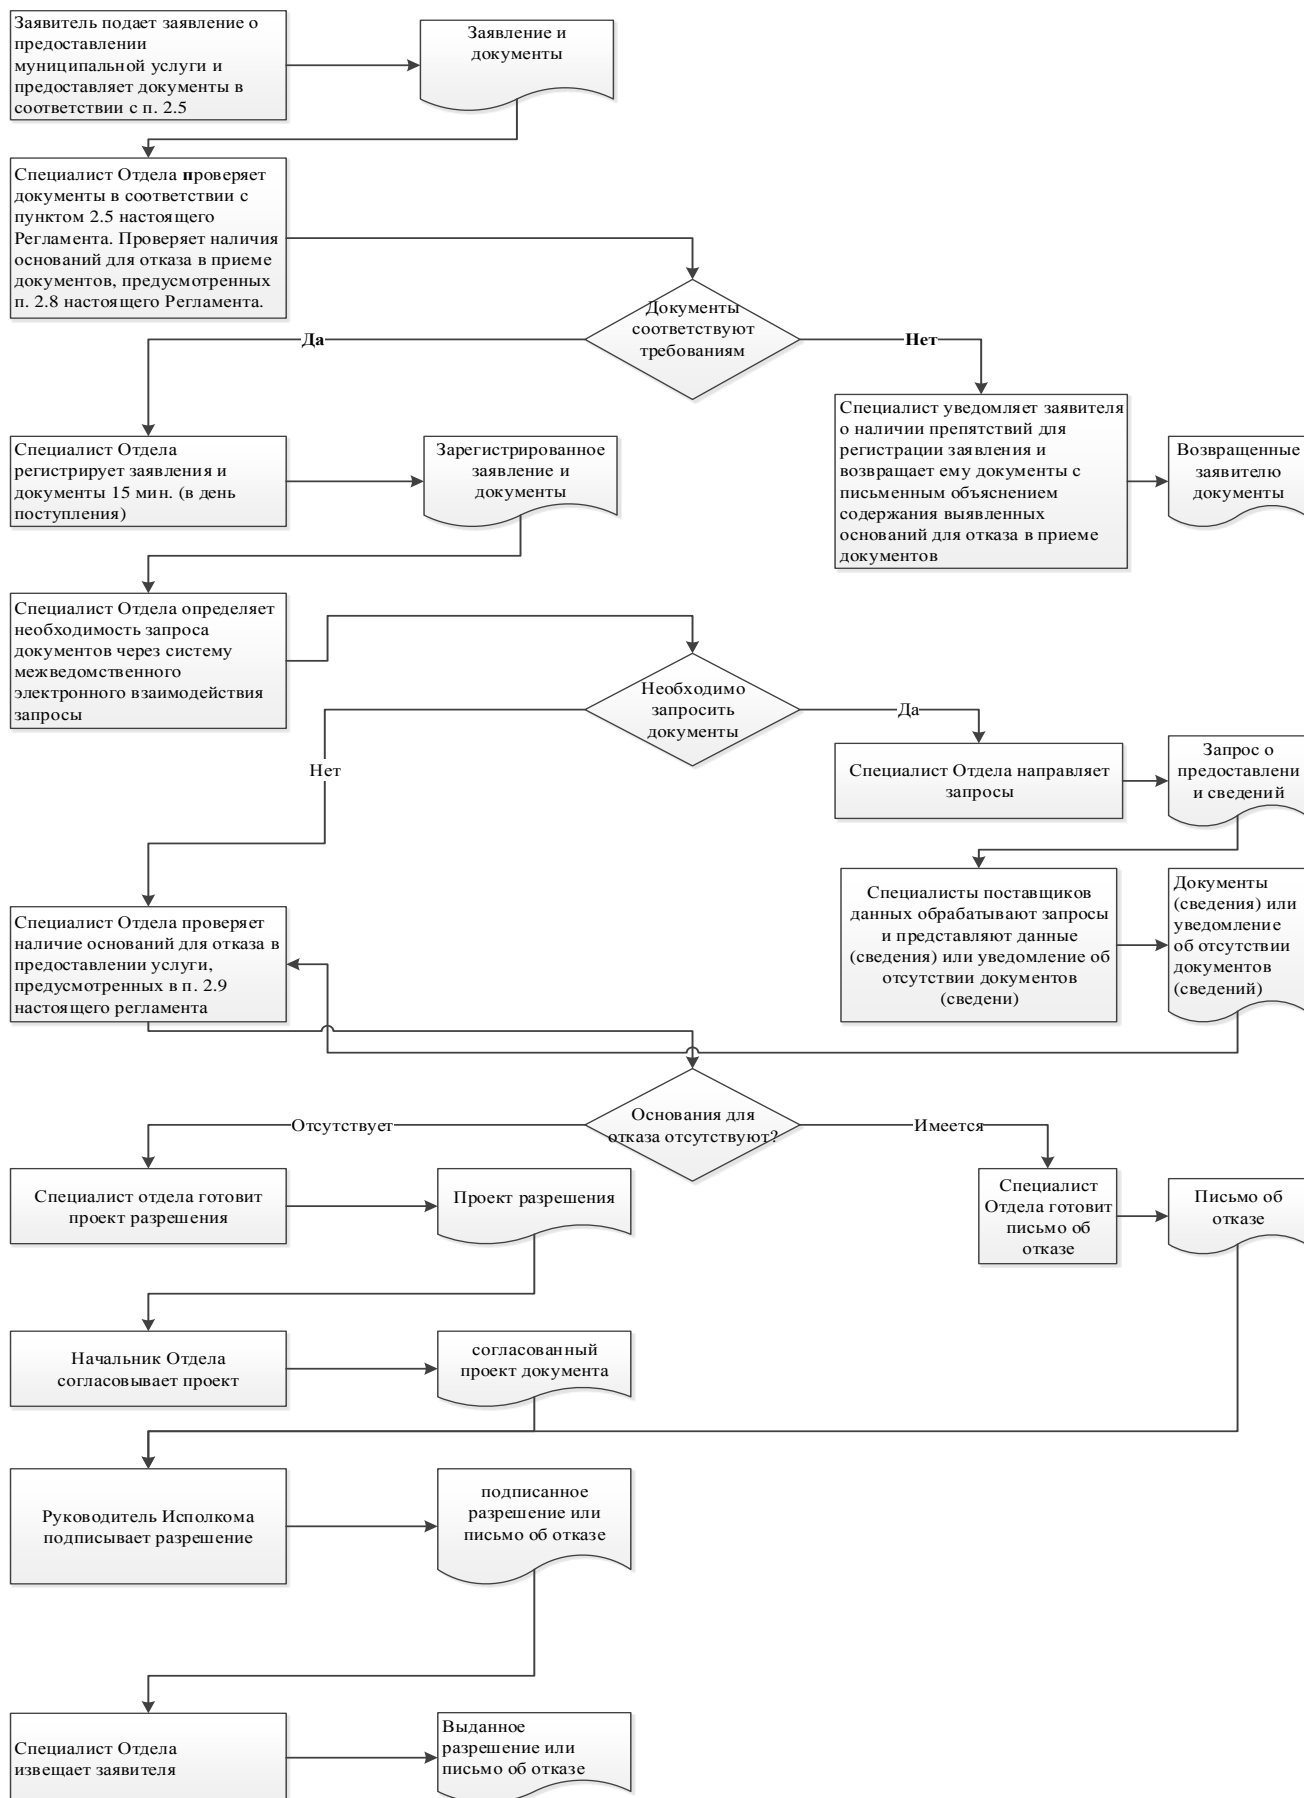 Заявитель подает заявление о
предоставлении
муниципальной услуги и
предоставляет документы в
соответствии с п. 2.5
Заявление и
документы
Специалист Отдела проверяет
документы в соответствии с
пунктом 2.5 настоящего
Регламента. Проверяет наличия
оснований для отказа в приеме
документов, предусмотренных
п. 2.8 настоящего Регламента.
Документы
соответствуют
требованиям
Да
Нет
Специалист Отдела
регистрирует заявления и
документы 15 мин. (в день
поступления)
Зарегистрированное
заявление и
документы
Специалист уведомляет заявителя
о наличии препятствий для
регистрации заявления и
возвращает ему документы с
письменным объяснением
содержания выявленных
оснований для отказа в приеме
документов
Возвращенные
заявителю
документы
Специалист Отдела определяет
необходимость запроса
документов через систему
межведомственного
электронного взаимодействия
запросы
Необходимо
запросить
документы
Да
Нет
Специалист Отдела направляет
запросы
Запрос о
предоставлени
и сведений
Специалисты поставщиков
данных обрабатывают запросы
и представляют данные
(сведения) или уведомление об
отсутствии документов
(сведени)
Документы
(сведения) или
уведомление
об отсутствии
документов
(сведений)
Специалист Отдела проверяет
наличие оснований для отказа в
предоставлении услуги,
предусмотренных в п. 2.9
настоящего регламента
Основания для
отказа отсутствуют?
Отсутствует
Имеется
Специалист отдела готовит
проект разрешения
Проект разрешения
Специалист
Отдела готовит
письмо об
отказе
Письмо об
отказе
Начальник Отдела
согласовывает проект
согласованный
проект документа
Руководитель Исполкома
подписывает разрешение
подписанное
разрешение или
письмо об отказе
Специалист Отдела
извещает заявителя
Выданное
разрешение или
письмо об отказе